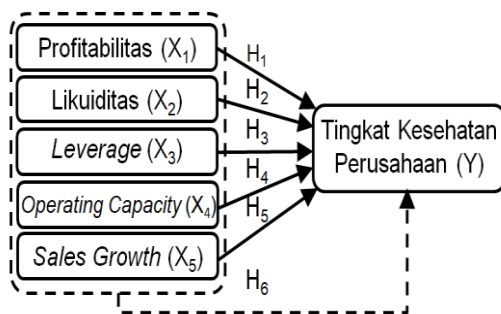 Profitabilitas (X₁)
H₁
Likuiditas (X₂)
H₂
Leverage (X₃)
H₃
Operating Capacity (X₄)
H₄
Sales Growth (X₅)
H₅
H₆
Tingkat Kesehatan
Perusahaan (Y)